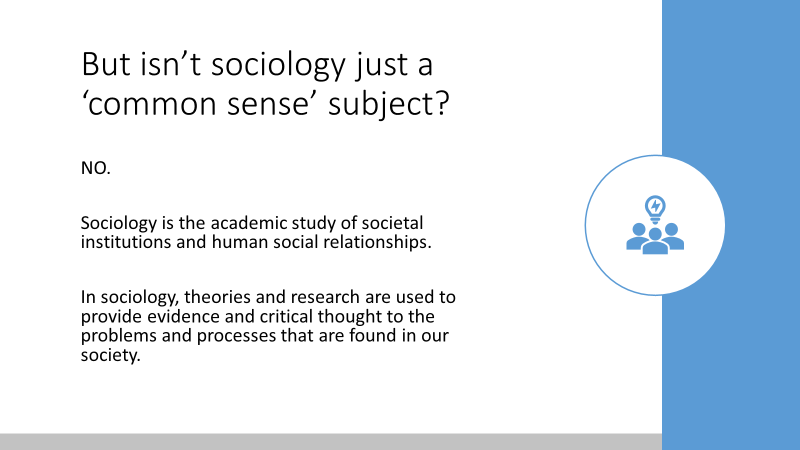 But isn’t sociology just a
‘common sense’ subject?
NO.
Sociology is the academic study of societal
institutions and human social relationships.
In sociology, theories and research are used to
provide evidence and critical thought to the
problems and processes that are found in our
society.